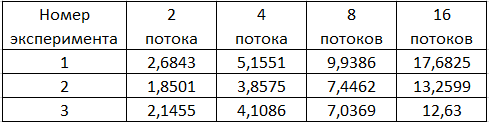 Номер эксперимента 2 потока 4 потока 8 потоков 16 потоков
1 2,6843 5,1551 9,9386 17,6825
2 1,8501 3,8575 7,4462 13,2599
3 2,1455 4,1086 7,0369 12,63